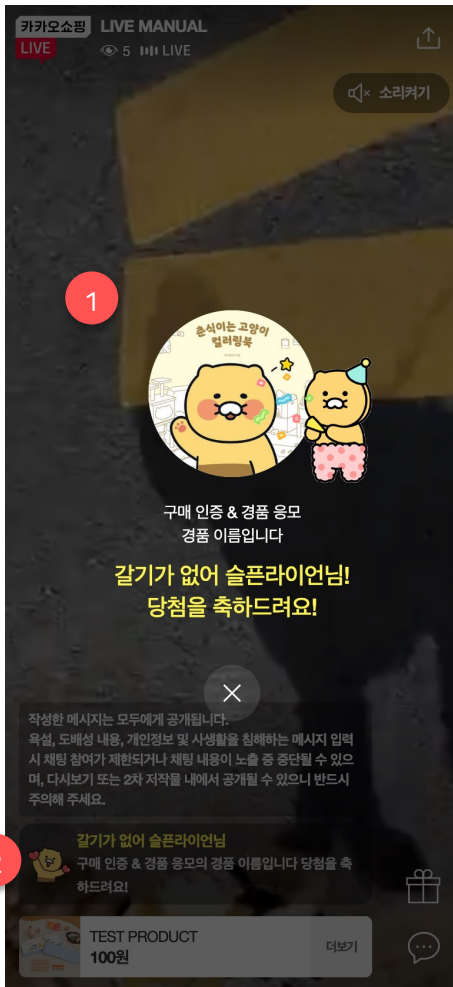 카카오쇼핑 LIVE MANUAL
LIVE 5 LIVE
소리켜기
1
춘식이는 고양이
컬러링북
구매 인증 & 경품 응모
경품 이름입니다
갈기가 없어 슬픈라이언님!
당첨을 축하드려요!
작성한 메시지는 모두에게 공개됩니다.
욕설, 도배성 내용, 개인정보 및 사생활을 침해하는 메시지 입력
시 채팅 참여가 제한되거나 채팅 내용이 노출 중 중단될 수 있으
며, 다시보기 또는 2차 저작물 내에서 공개될 수 있으니 반드시
주의해 주세요.
갈기가 없어 슬픈라이언님
구매 인증 & 경품 응모의 경품 이름입니다 당첨을 축
하드려요!
TEST PRODUCT
100원
더보기